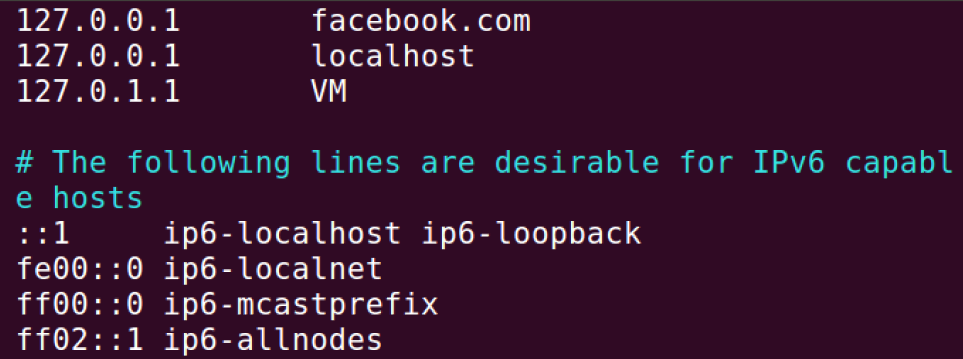 127.0.0.1       facebook.com
127.0.0.1       localhost
127.0.1.1       VM
# The following lines are desirable for IPv6 capabl
e hosts
::1     ip6-localhost ip6-loopback
fe00::0 ip6-localnet
ff00::0 ip6-mcastprefix
ff02::1 ip6-allnodes